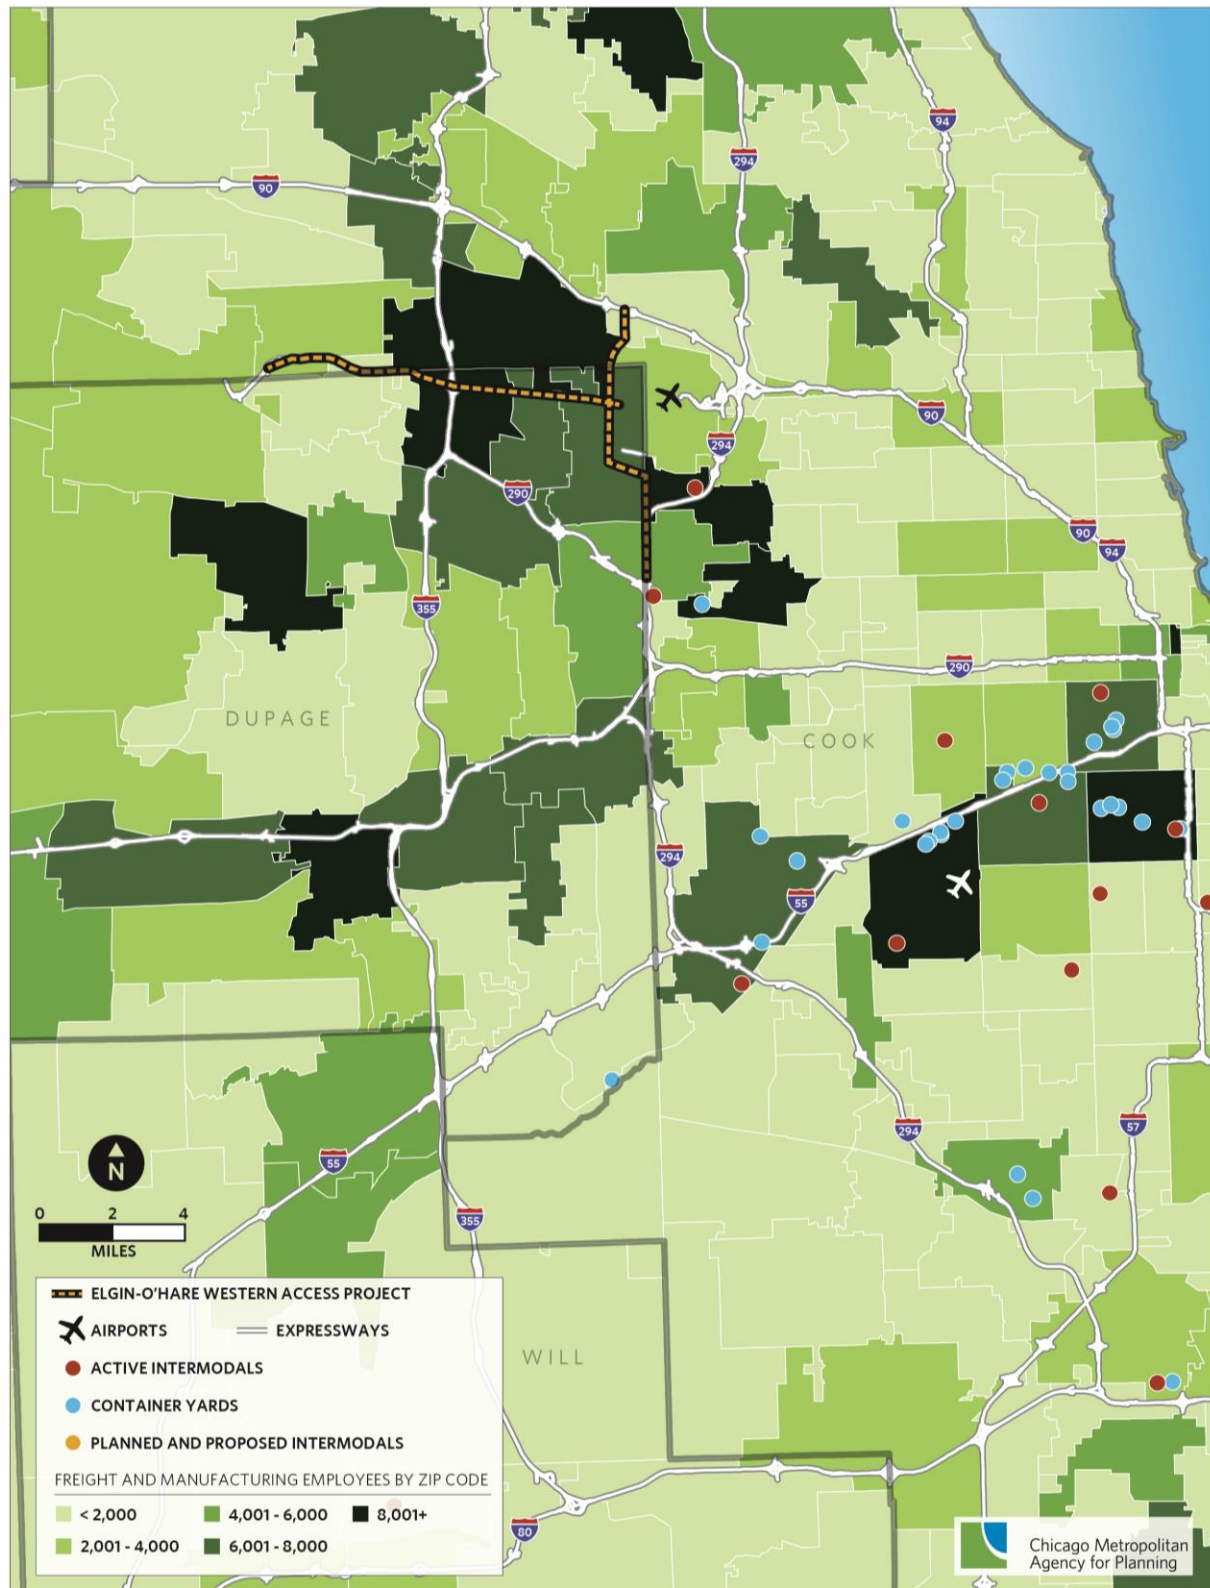 94
294
90
90
294
290
90
94
355
290
DUPAGE
COOK
294
55
294
57
N
55
0 2 4
MILES
355
ELGIN-O'HARE WESTERN ACCESS PROJECT
AIRPORTS
EXPRESSWAYS
WILL
ACTIVE INTERMODALS
CONTAINER YARDS
PLANNED AND PROPOSED INTERMODALS
FREIGHT AND MANUFACTURING EMPLOYEES BY ZIP CODE
< 2,000
4,001 - 6,000
8,001+
2,001 - 4,000
6,001 - 8,000
80
Chicago Metropolitan
Agency for Planning